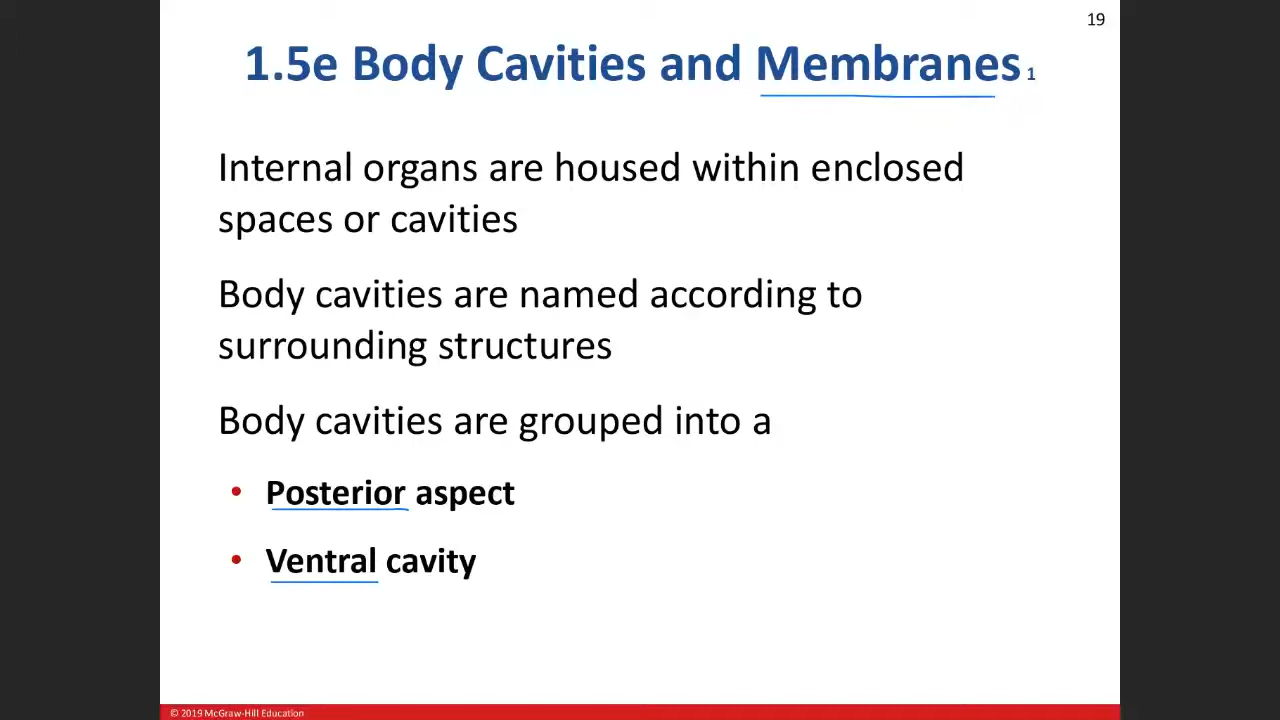 19
1.5e Body Cavities and Membranes 1
Internal organs are housed within enclosed
spaces or cavities
Body cavities are named according to
surrounding structures
Body cavities are grouped into a
• Posterior aspect
• Ventral cavity
© 2019 McGraw-Hill Education